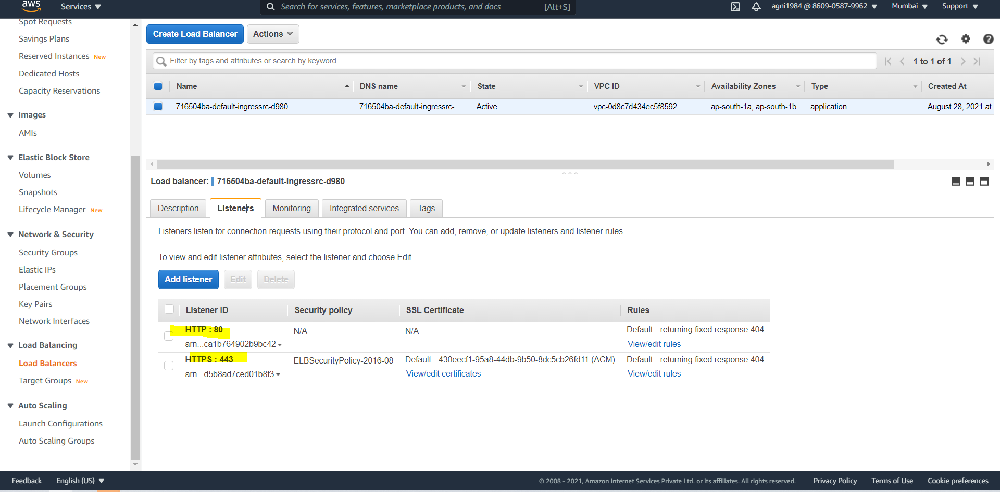 aws
Services
Search for services, features, marketplace products, and docs
[Alt+S]
agni1984 @ 8609-0587-9962
Mumbai
Support
Spot Requests
Savings Plans
Reserved Instances New
Dedicated Hosts
Capacity Reservations
Images
AMIs
Elastic Block Store
Volumes
Snapshots
Lifecycle Manager New
Network & Security
Security Groups
Elastic IPs
Placement Groups
Key Pairs
Network Interfaces
Load Balancing
Load Balancers
Target Groups New
Auto Scaling
Launch Configurations
Auto Scaling Groups
Create Load Balancer
Actions
Filter by tags and attributes or search by keyword
1 to 1 of 1
Name DNS name State VPC ID Availability Zones Type Created At
716504ba-default-ingressrc-d980 716504ba-default-ingressrc-... Active vpc-0d8c7d434ec5f8592 ap-south-1a, ap-south-1b application August 28, 2021 at
Load balancer: 716504ba-default-ingressrc-d980
Description Listeners Monitoring Integrated services Tags
Listeners listen for connection requests using their protocol and port. You can add, remove, or update listeners and listener rules.
To view and edit listener attributes, select the listener and choose Edit.
Add listener Edit Delete
Listener ID Security policy SSL Certificate Rules
HTTP : 80 N/A N/A Default: returning fixed response 404
arn...ca1b764902b9bc42 View/edit rules
HTTPS : 443 ELBSecurityPolicy-2016-08 Default: 430eecf1-95a8-44db-9b50-8dc5cb26fd11 (ACM) Default: returning fixed response 404
arn...d5b8ad7ced01b8f3 View/edit certificates View/edit rules
Feedback English (US) © 2008 - 2021, Amazon Internet Services Private Ltd. or its affiliates. All rights reserved. Privacy Policy Terms of Use Cookie preferences